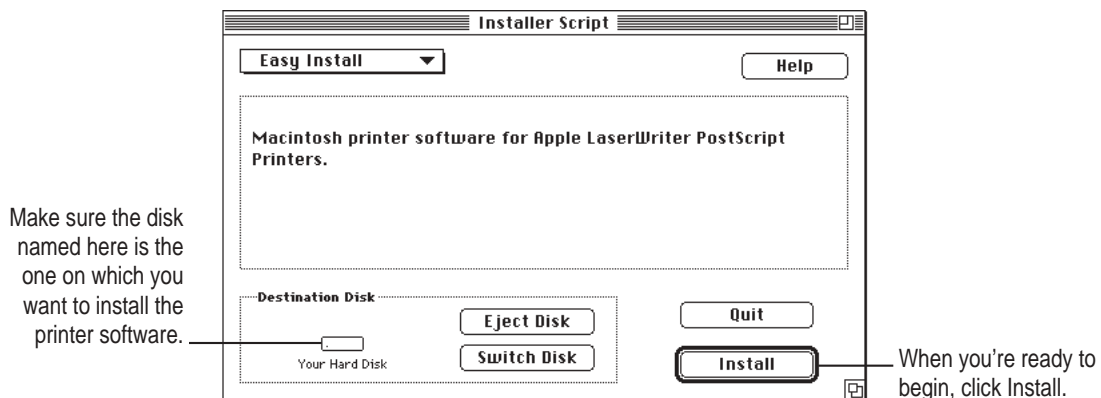 Installer Script
Easy Install
Help
Macintosh printer software for Apple LaserWriter PostScript
Printers.
Make sure the disk
named here is the
one on which you
want to install the
printer software.
Destination Disk
Your Hard Disk
Eject Disk
Switch Disk
Quit
Install
When you’re ready to
begin, click Install.